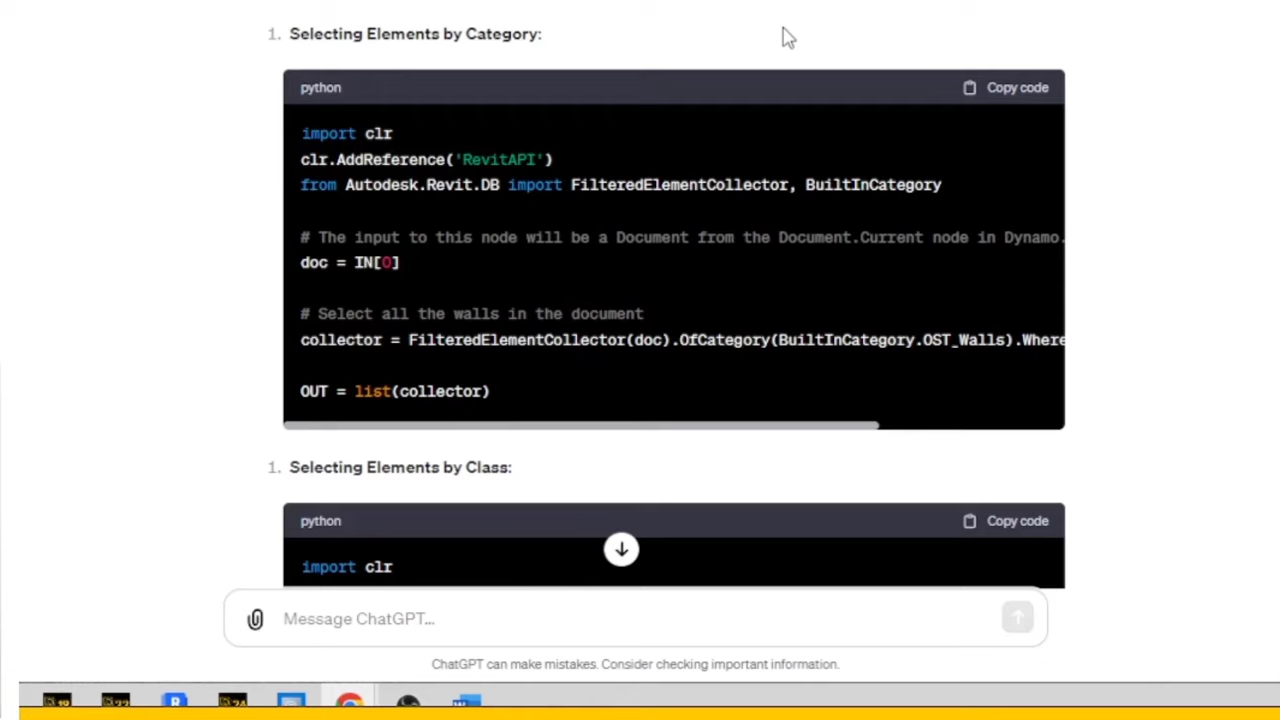 1. Selecting Elements by Category:
python
Copy code
import clr
clr.AddReference('RevitAPI')
from Autodesk.Revit.DB import FilteredElementCollector, BuiltInCategory
# The input to this node will be a Document from the Document.Current node in Dynamo.
doc = IN[0]
# Select all the walls in the document
collector = FilteredElementCollector(doc).OfCategory(BuiltInCategory.OST_Walls).Where
OUT = list(collector)
1. Selecting Elements by Class:
python
Copy code
import clr
Message ChatGPT...
ChatGPT can make mistakes. Consider checking important information.